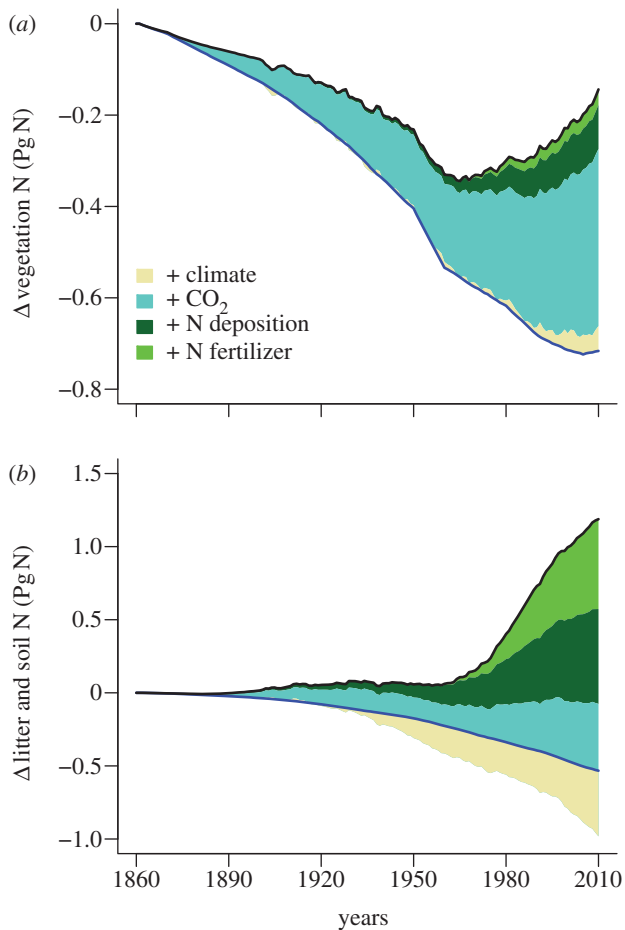 (a)
0
−0.2
−0.4
−0.6
−0.8
Δ vegetation N (Pg N)
+ climate
+ CO2
+ N deposition
+ N fertilizer
(b)
1.5
1.0
0.5
0
−0.5
−1.0
Δ litter and soil N (Pg N)
1860 1890 1920 1950 1980 2010
years